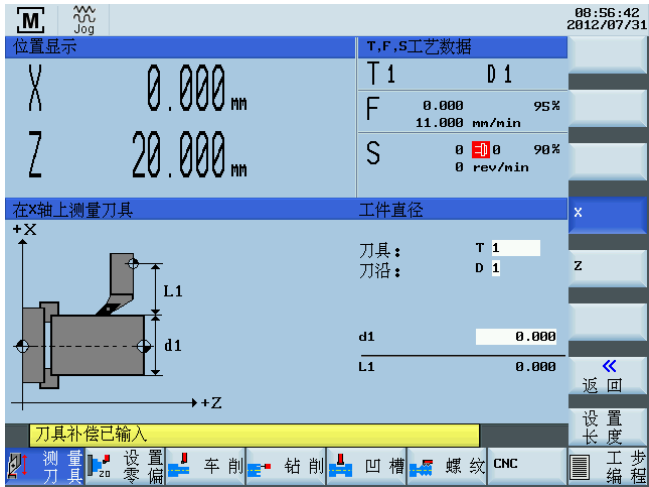 M
Jog
08:56:42
2012/07/31
位置显示
X 0.000 MM
Z 20.000 MM
T,F,S工艺数据
T 1 D 1
F 0.000 95%
11.000 mm/min
S 0 0 90%
0 rev/min
在X轴上测量刀具
工件直径
+X
L1
d1
+Z
刀具: T 1
刀沿: D 1
d1 0.000
L1 0.000
X
Z
«
返回
设置
长度
刀具补偿已输入
测量
刀具
设置
零偏
车削
钻削
凹槽
螺纹
CNC
工步
编程